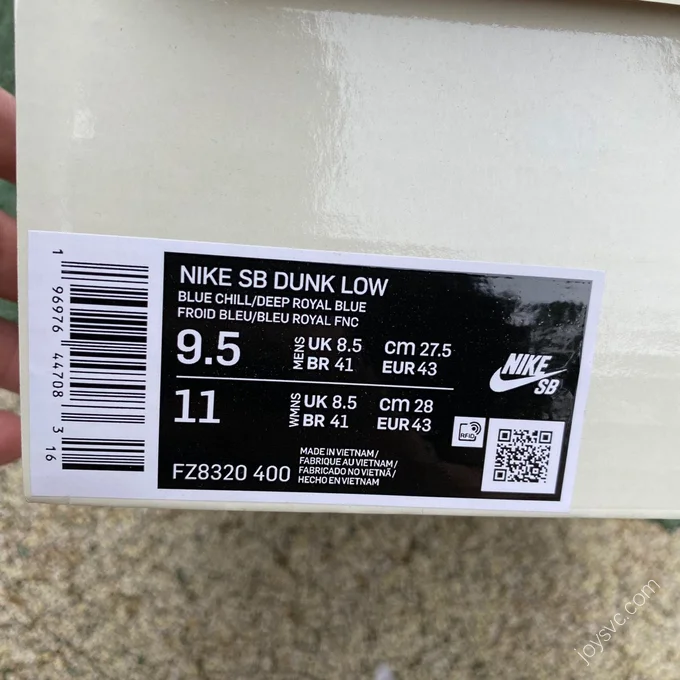 NIKE SB DUNK LOW
BLUE CHILL/DEEP ROYAL BLUE
FROID BLEU/BLEU ROYAL FNC
9.5 MENS UK 8.5 cm 27.5
BR 41 EUR 43
11 WMNS UK 8.5 cm 28
BR 41 EUR 43
FZ8320 400
MADE IN VIETNAM/
FABRIQUE AU VIETNAM/
FABRICADO NO VIETNÃ/
HECHO EN VIETNAM
NIKE
SB
RFID
1 96976 44708 3 16
joysvc.com